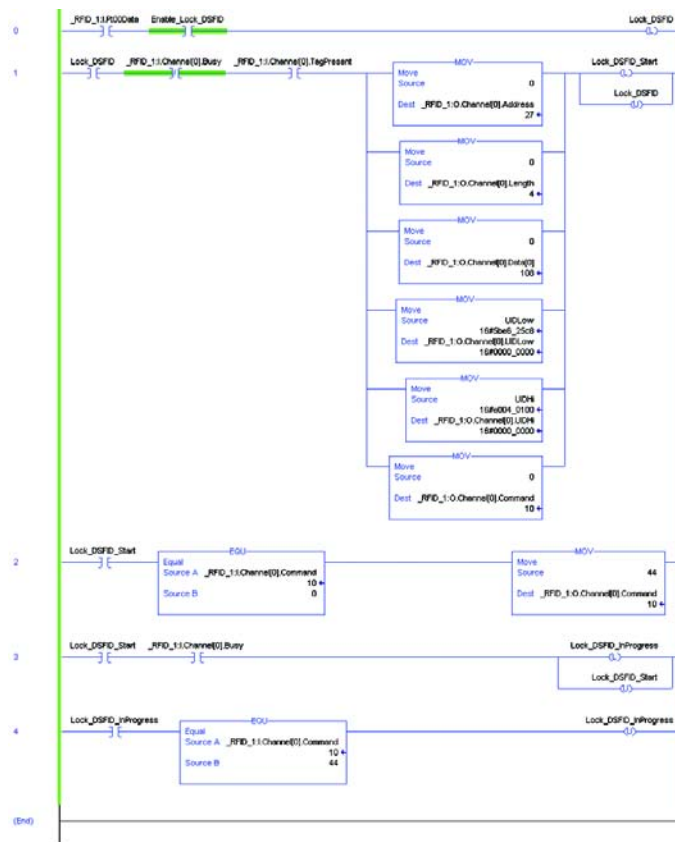 _RFID_1:I.Pt00Data Enable_Lock_DSFID Lock_DSFID
0
Lock_DSFID _RFID_1:I.Channel[0].Busy _RFID_1:I.Channel[0].TagPresent MOV Lock_DSFID_Start
1
Move
Source 0
Dest _RFID_1:O.Channel[0].Address
27
Lock_DSFID
MOV
Move
Source 0
Dest _RFID_1:O.Channel[0].Length
4
MOV
Move
Source 0
Dest _RFID_1:O.Channel[0].Data[0]
108
MOV
Move
Source UIDLow
16#5be6_25c8
Dest _RFID_1:O.Channel[0].UIDLow
16#0000_0000
MOV
Move
Source UIDHi
16#e004_0100
Dest _RFID_1:O.Channel[0].UIDHi
16#0000_0000
MOV
Move
Source 0
Dest _RFID_1:O.Channel[0].Command
10
Lock_DSFID_Start EQU MOV
2
Equal
Source A _RFID_1:I.Channel[0].Command
10
Source B 0
Move
Source 44
Dest _RFID_1:O.Channel[0].Command
10
Lock_DSFID_Start _RFID_1:I.Channel[0].Busy Lock_DSFID_InProgress
3
L
Lock_DSFID_Start
U
Lock_DSFID_InProgress EQU Lock_DSFID_InProgress
4
Equal
Source A _RFID_1:I.Channel[0].Command
10
Source B 44
U
(End)